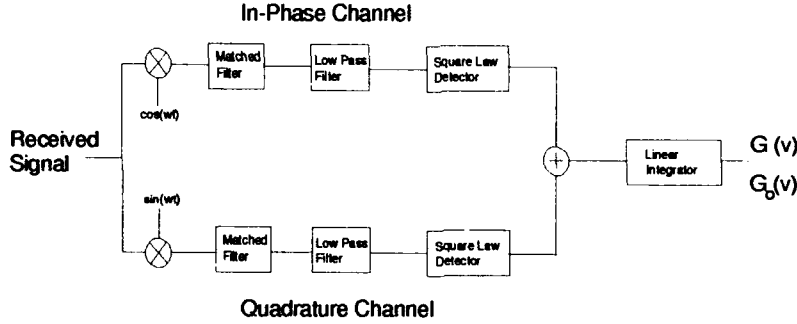 In-Phase Channel
Matched
Filter
Low Pass
Filter
Square Law
Detector
cos(wt)
Received
Signal
+
Linear
Integrator
G (v)
G_o(v)
sin(wt)
Matched
Filter
Low Pass
Filter
Square Law
Detector
Quadrature Channel